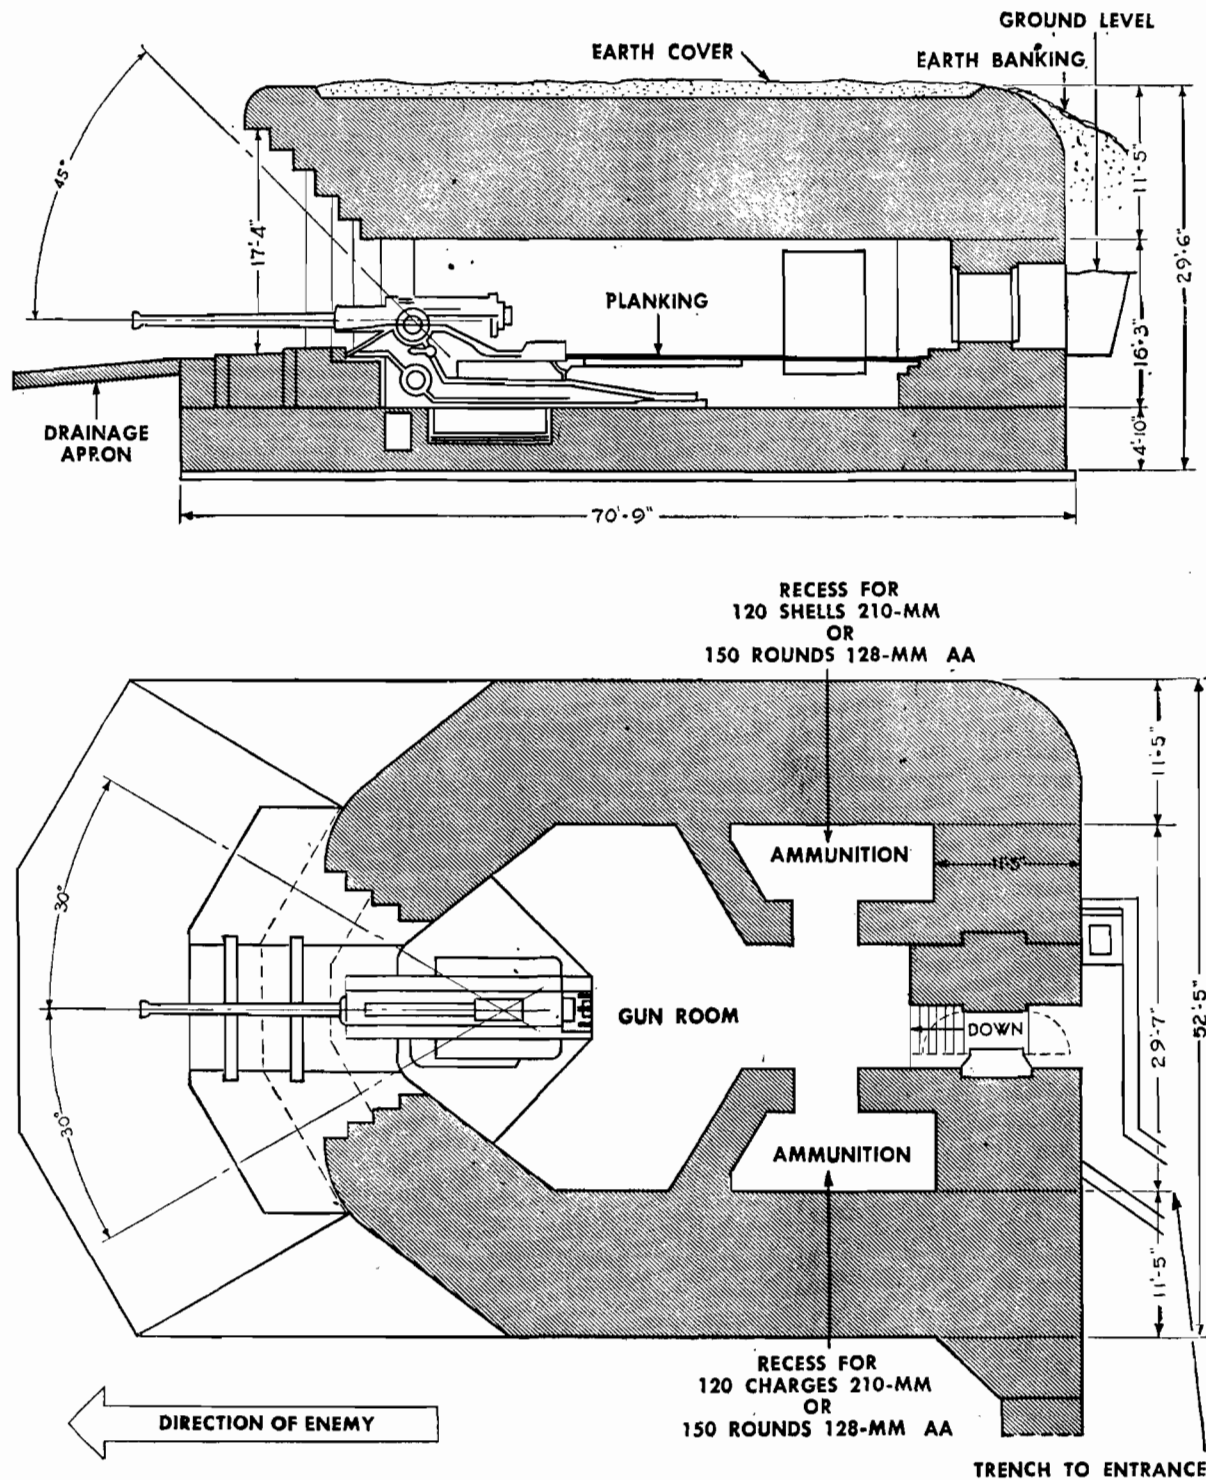 GROUND LEVEL
EARTH COVER
EARTH BANKING
45°
17'-4"
11'-5"
29'-6"
PLANKING
16'-3"
DRAINAGE
APRON
4'-10"
70'-9"
RECESS FOR
120 SHELLS 210-MM
OR
150 ROUNDS 128-MM AA
11'-5"
30°
AMMUNITION
11'-5"
GUN ROOM
DOWN
29'-7"
52'-5"
30°
AMMUNITION
11'-5"
RECESS FOR
120 CHARGES 210-MM
OR
150 ROUNDS 128-MM AA
DIRECTION OF ENEMY
TRENCH TO ENTRANCE